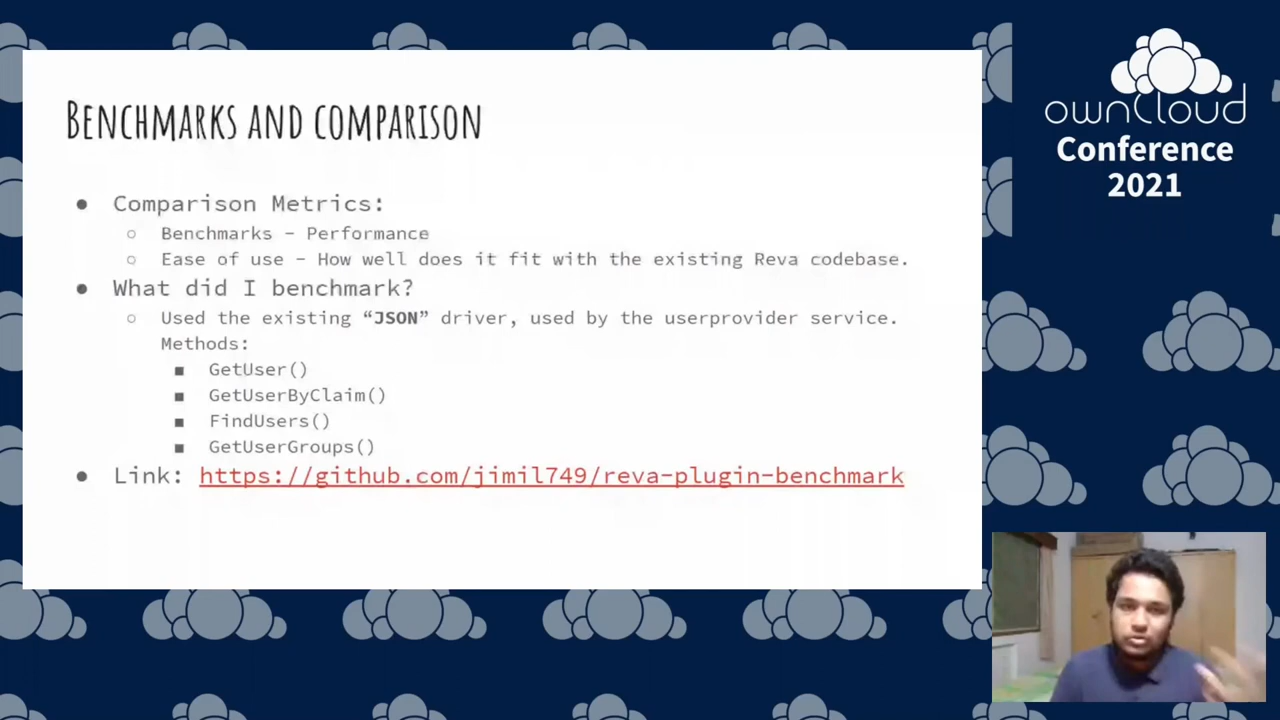 BENCHMARKS AND COMPARISON
● Comparison Metrics:
○ Benchmarks - Performance
○ Ease of use - How well does it fit with the existing Reva codebase.
● What did I benchmark?
○ Used the existing “JSON” driver, used by the userprovider service.
Methods:
■ GetUser()
■ GetUserByClaim()
■ FindUsers()
■ GetUserGroups()
● Link: https://github.com/jimil749/reva-plugin-benchmark
ownCloud
Conference
2021